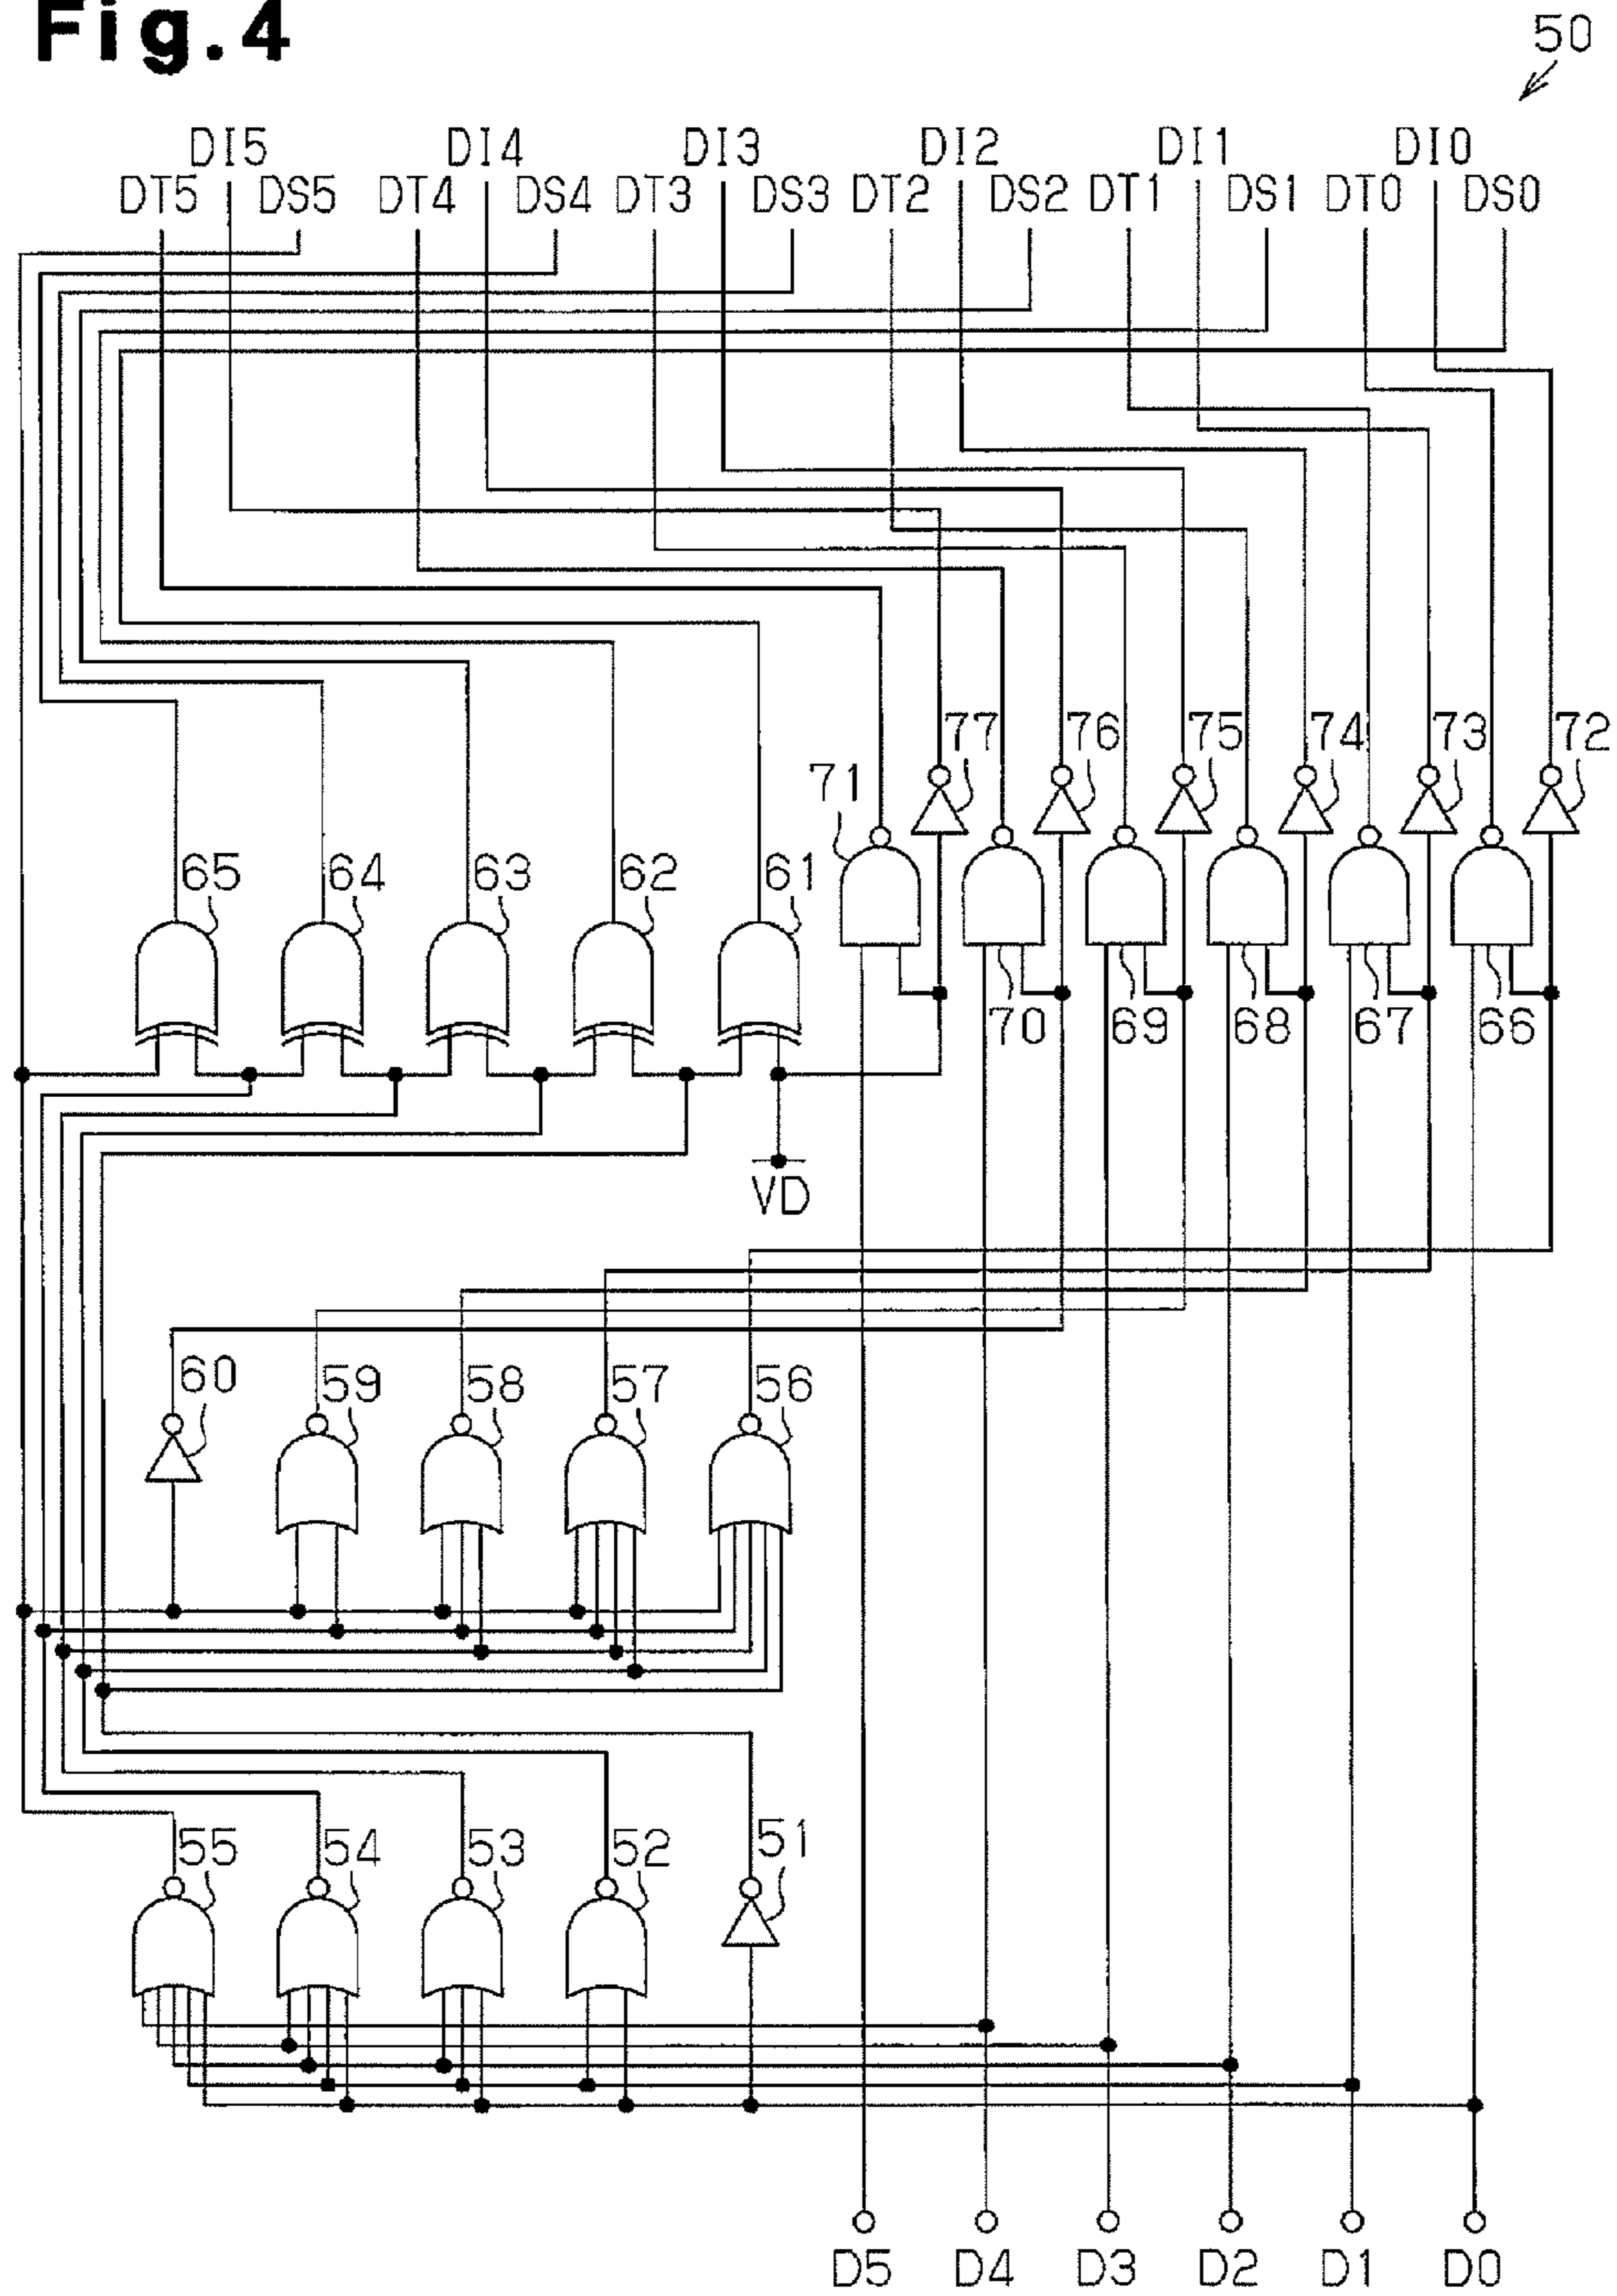 Fig.4
50
DI5 DI4 DI3 DI2 DI1 DI0
DT5 DS5 DT4 DS4 DT3 DS3 DT2 DS2 DT1 DS1 DT0 DS0
77 76 75 74 73 72
71
65 64 63 62 61
70 69 68 67 66
VD
60 59 58 57 56
55 54 53 52 51
D5 D4 D3 D2 D1 D0